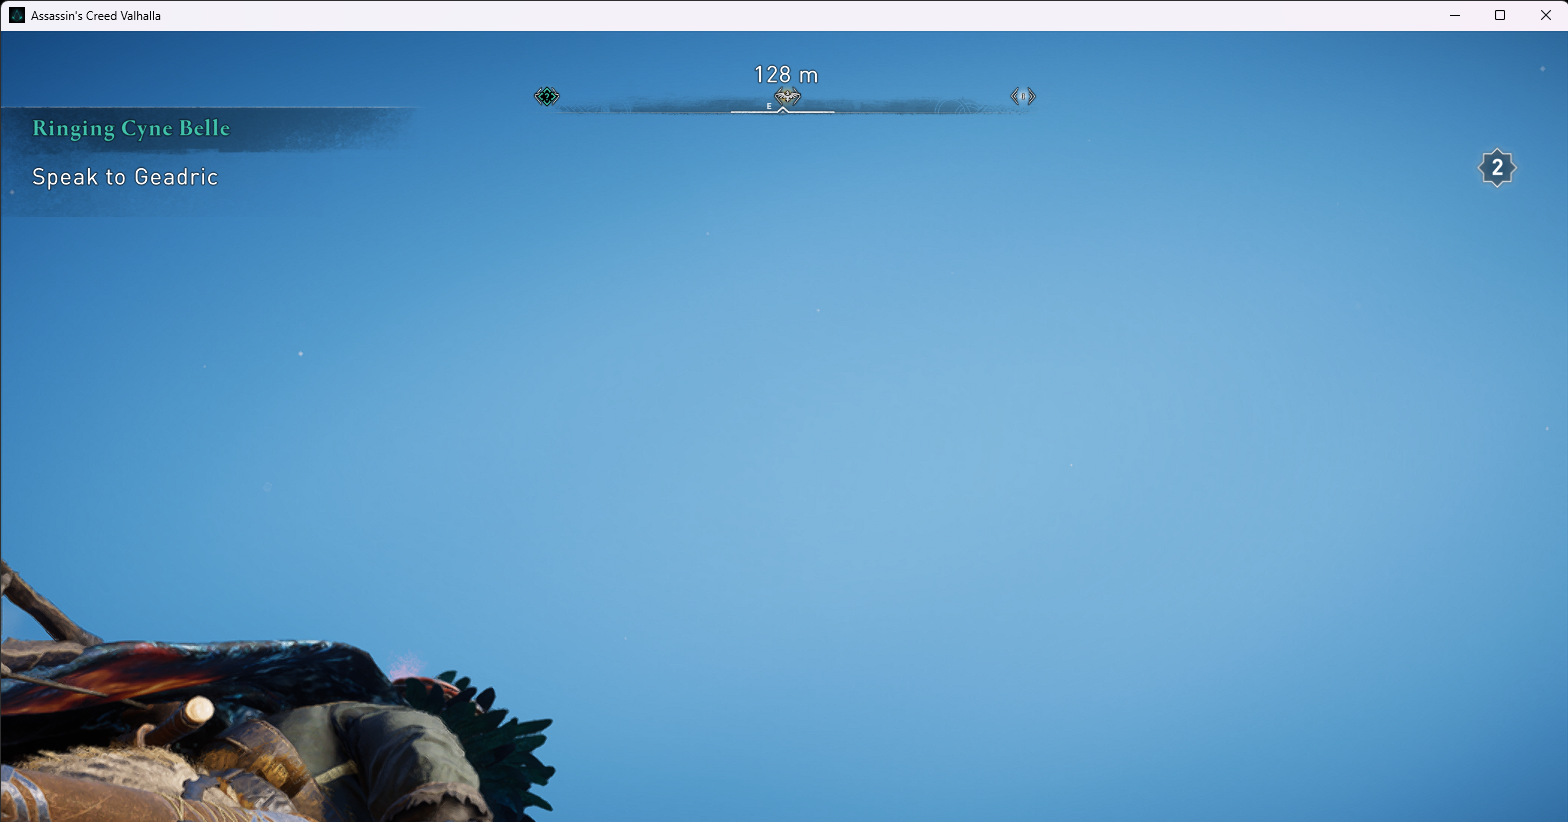 Assassin's Creed Valhalla
128 m
E
Ringing Cyne Belle
Speak to Geadric
2